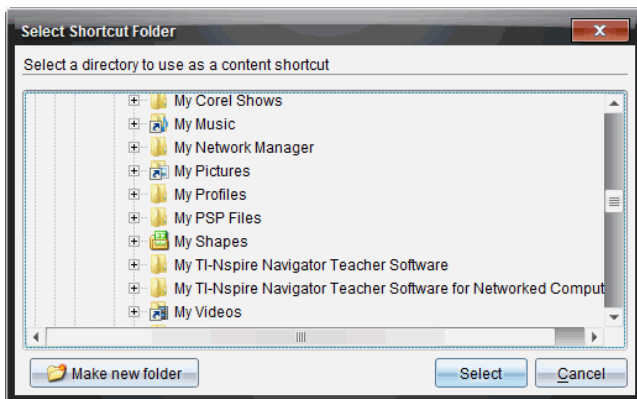 Select Shortcut Folder
Select a directory to use as a content shortcut
My Corel Shows
My Music
My Network Manager
My Pictures
My Profiles
My PSP Files
My Shapes
My TI-Nspire Navigator Teacher Software
My TI-Nspire Navigator Teacher Software for Networked Comput
My Videos
Make new folder
Select
Cancel